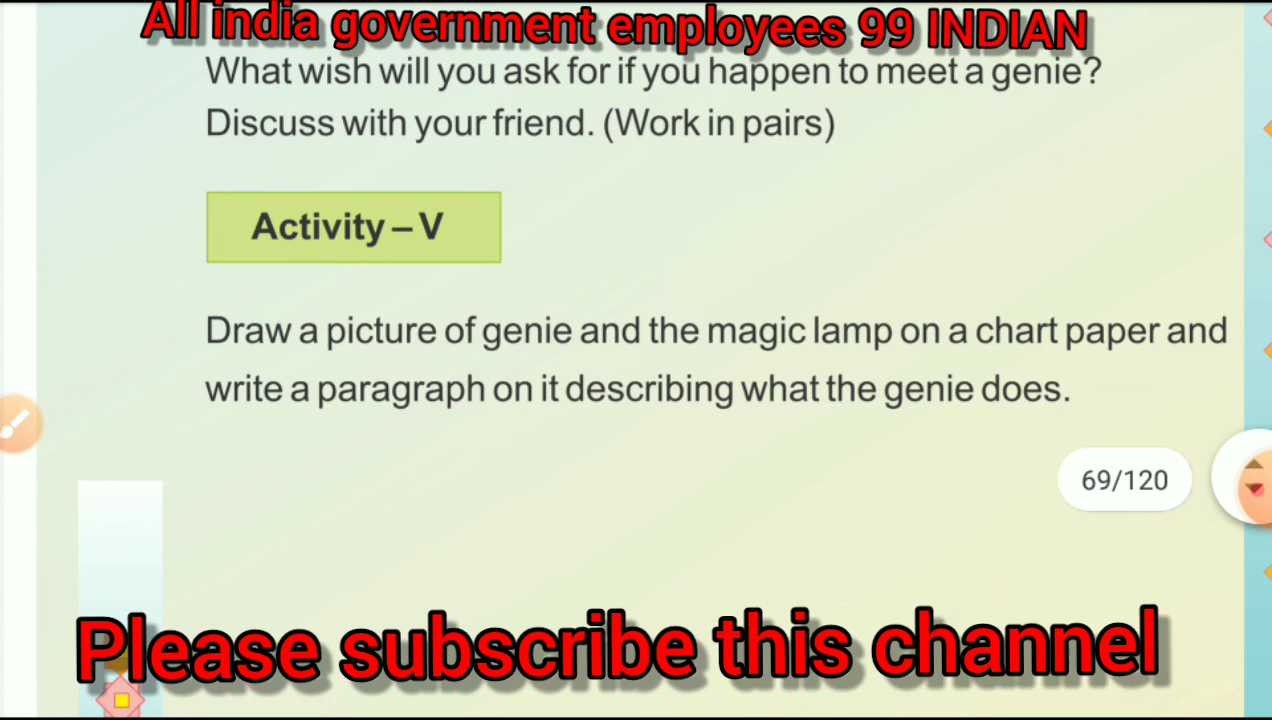 All india government employees 99 INDIAN
What wish will you ask for if you happen to meet a genie?
Discuss with your friend. (Work in pairs)
Activity – V
Draw a picture of genie and the magic lamp on a chart paper and
write a paragraph on it describing what the genie does.
69/120
Please subscribe this channel